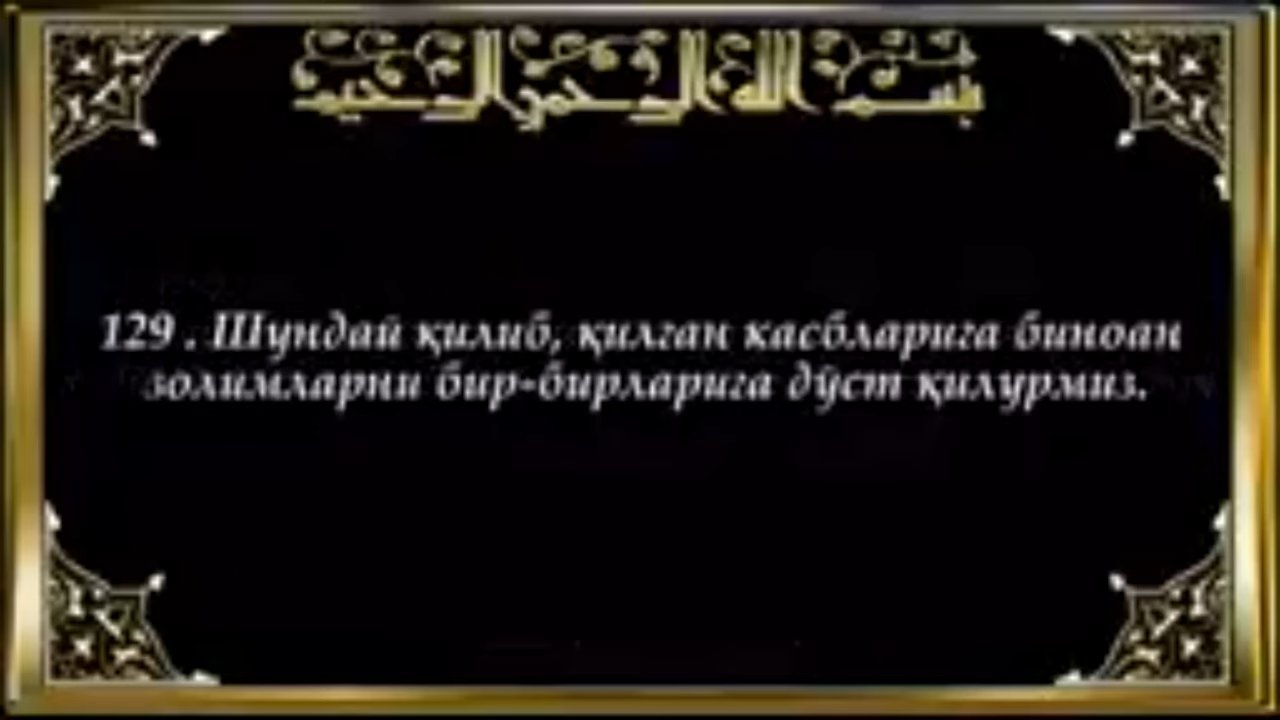 بسم الله الرحمن الرحيم
129 . Шундай қилиб, қилган касбларига биноан
золимларни бир-бирларига дўст қилурмиз.